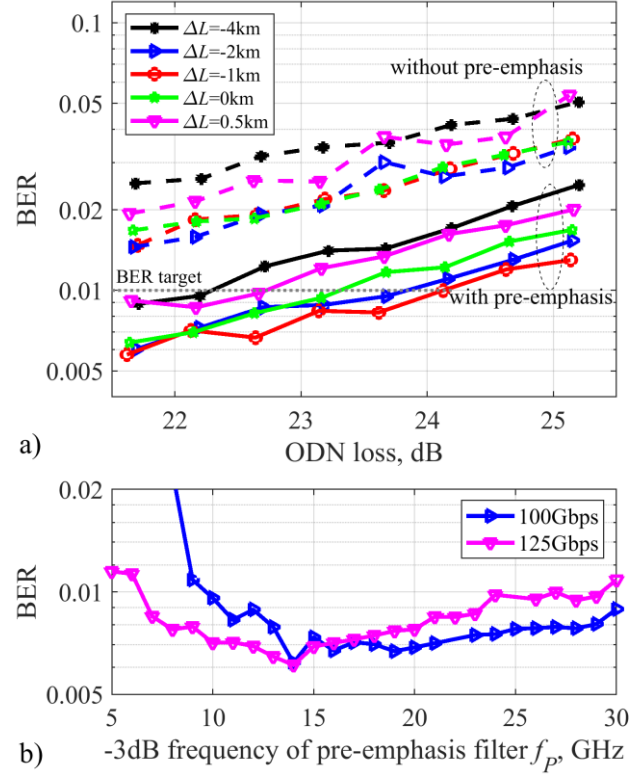 0.1
ΔL=-4km
ΔL=-2km
ΔL=-1km
ΔL=0km
ΔL=0.5km
without pre-emphasis
0.05
BER
0.02
BER target
0.01
with pre-emphasis
0.005
22 23 24 25
a) ODN loss, dB
0.02
100Gbps
125Gbps
BER
0.01
0.005
5 10 15 20 25 30
b) -3dB frequency of pre-emphasis filter fP, GHz